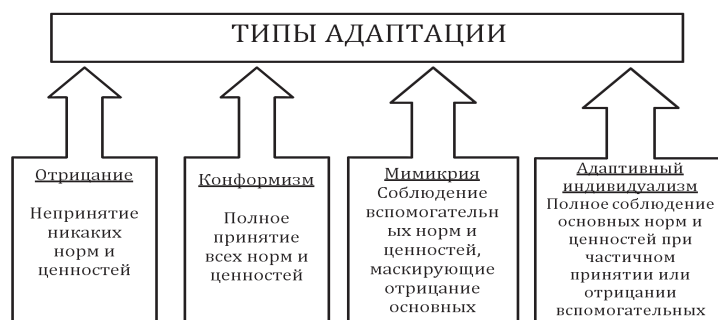 ТИПЫ АДАПТАЦИИ
Отрицание
Непринятие
никаких
норм и
ценностей
Конформизм
Полное
принятие
всех норм и
ценностей
Мимикрия
Соблюдение
вспомогательн
ых норм и
ценностей,
маскирующие
отрицание
основных
Адаптивный
индивидуализм
Полное соблюдение
основных норм и
ценностей при
частичном
принятии или
отрицании
вспомогательных